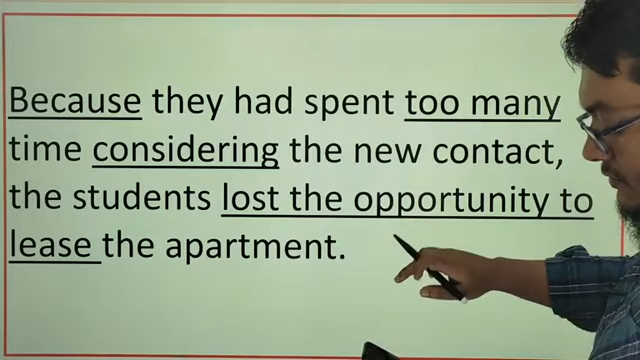 Because they had spent too many
time considering the new contact,
the students lost the opportunity to
lease the apartment.